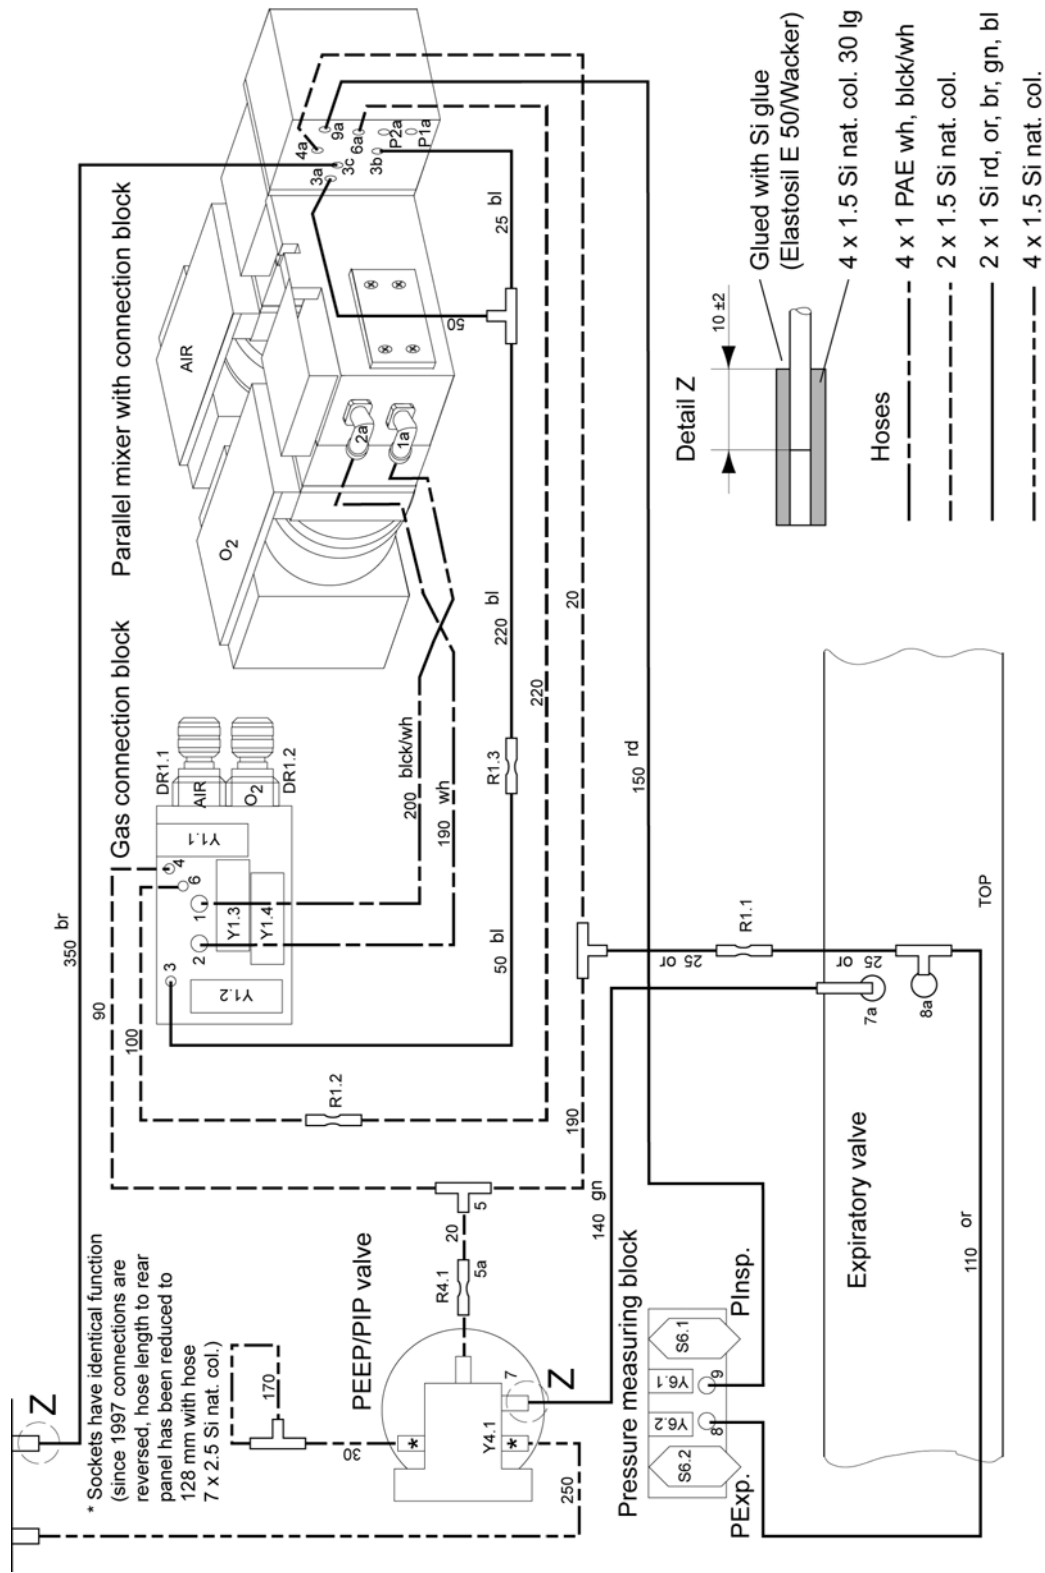 Gas connection block
Parallel mixer with connection block
350 br
90
100
* Sockets have identical function
(since 1997 connections are
reversed, hose length to rear
panel has been reduced to
128 mm with hose
7 x 2.5 Si nat. col.)
Z
170
30
250
DR1.1
AIR
O2
DR1.2
Y1.1
Y1.3
Y1.4
Y1.2
4
6
1
2
3
R1.2
200 blck/wh
190 wh
50 bl
R1.3
220 bl
220
20
AIR
O2
2a
1a
50
25 bl
3a
3c
4a
9a
6a
3b
P2a
P1a
PEEP/PIP valve
R4.1
20
5a
5
190
Y4.1
*
*
7
Z
140 gn
150 rd
25 or
R1.1
25 or
Pressure measuring block
S6.2
Y6.2
Y6.1
S6.1
8
9
PExp.
PInsp.
Expiratory valve
7a
8a
TOP
110 or
Detail Z
10 ±2
Glued with Si glue
(Elastosil E 50/Wacker)
4 x 1.5 Si nat. col. 30 lg
Hoses
4 x 1 PAE wh, blck/wh
2 x 1.5 Si nat. col.
2 x 1 Si rd, or, br, gn, bl
4 x 1.5 Si nat. col.